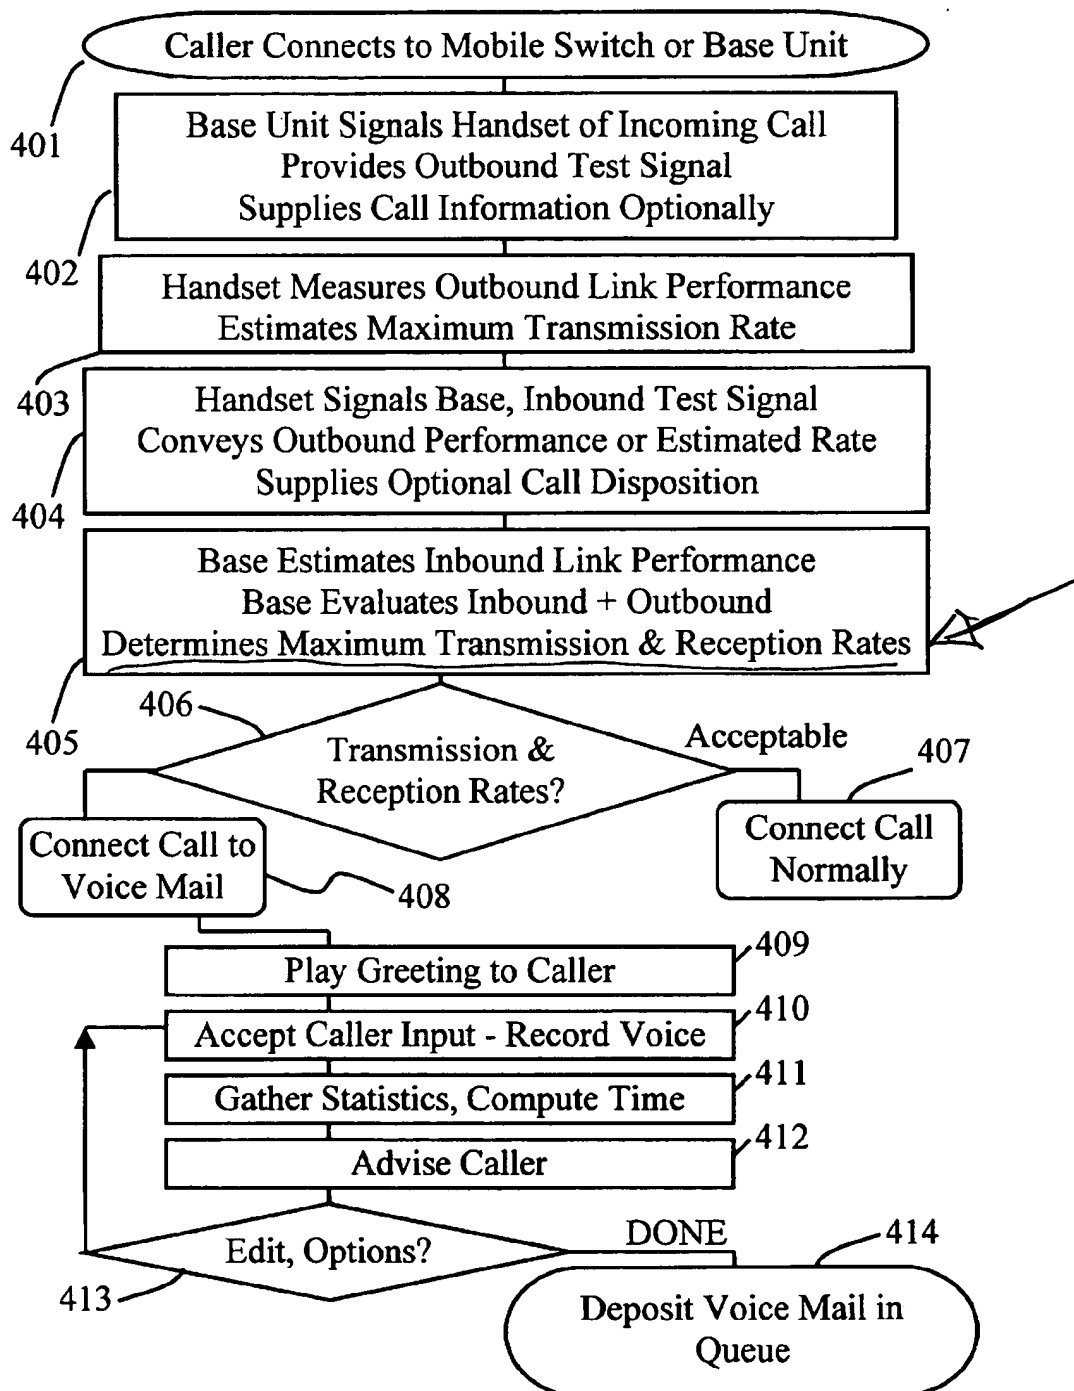 Caller Connects to Mobile Switch or Base Unit
401
Base Unit Signals Handset of Incoming Call
Provides Outbound Test Signal
Supplies Call Information Optionally
402
Handset Measures Outbound Link Performance
Estimates Maximum Transmission Rate
403
Handset Signals Base, Inbound Test Signal
Conveys Outbound Performance or Estimated Rate
Supplies Optional Call Disposition
404
Base Estimates Inbound Link Performance
Base Evaluates Inbound + Outbound
Determines Maximum Transmission & Reception Rates
405
406
Transmission &
Reception Rates?
Acceptable
407
Connect Call
Normally
Connect Call to
Voice Mail
408
Play Greeting to Caller
409
Accept Caller Input - Record Voice
410
Gather Statistics, Compute Time
411
Advise Caller
412
Edit, Options?
413
DONE
414
Deposit Voice Mail in
Queue